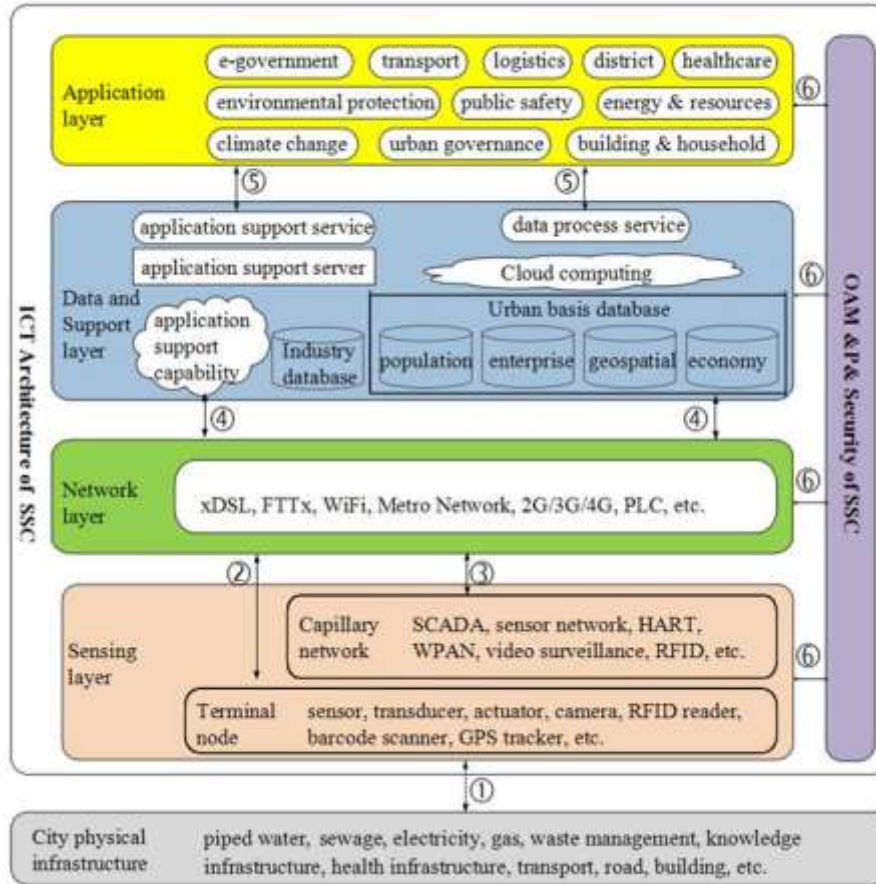 ICT Architecture of SSC
Application
layer
e-government
transport
logistics
district
healthcare
environmental protection
public safety
energy & resources
climate change
urban governance
building & household
⑥
⑤
⑤
Data and
Support
layer
application support service
data process service
application support server
Cloud computing
⑥
application
support
capability
Industry
database
Urban basis database
population
enterprise
geospatial
economy
④
④
Network
layer
xDSL, FTTx, WiFi, Metro Network, 2G/3G/4G, PLC, etc.
⑥
②
③
Sensing
layer
Capillary
network
SCADA, sensor network, HART,
WPAN, video surveillance, RFID, etc.
⑥
Terminal
node
sensor, transducer, actuator, camera, RFID reader,
barcode scanner, GPS tracker, etc.
OAM &P& Security of SSC
①
City physical
infrastructure
piped water, sewage, electricity, gas, waste management, knowledge
infrastructure, health infrastructure, transport, road, building, etc.